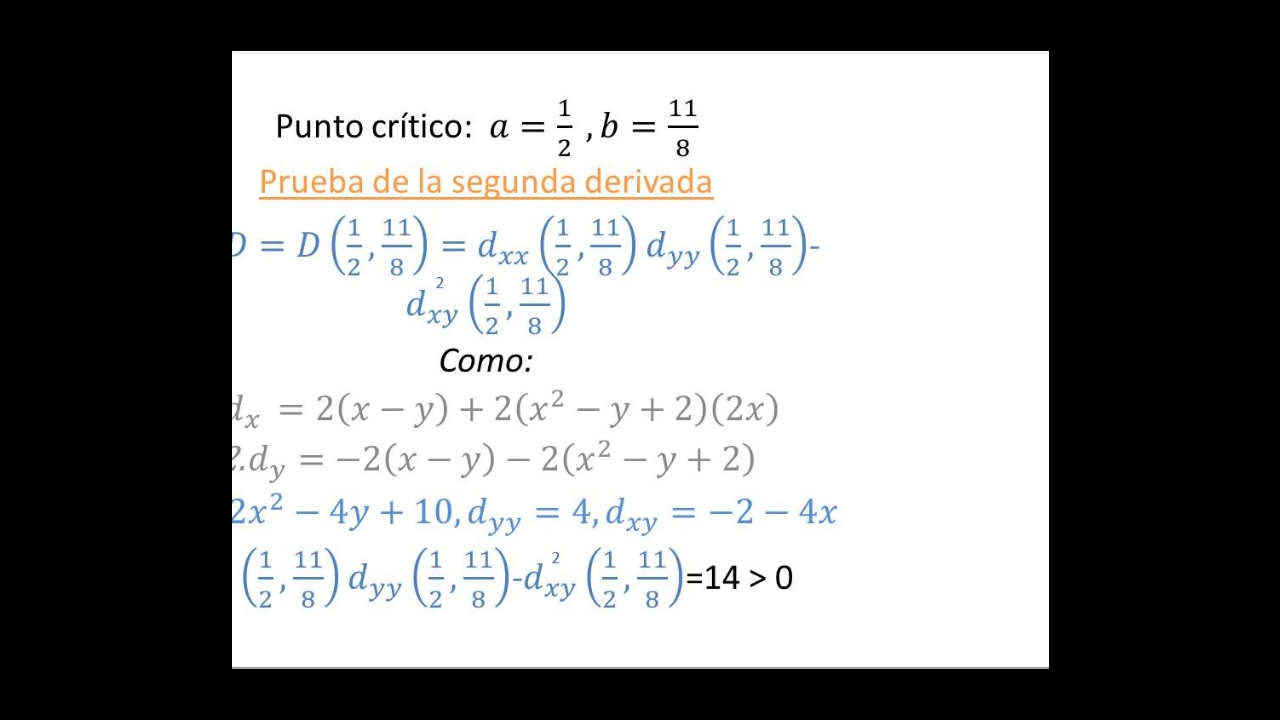 Punto crítico: a = 1/2 , b = 11/8
Prueba de la segunda derivada
D = D (1/2, 11/8) = d_xx (1/2, 11/8) d_yy (1/2, 11/8)-
d_xy² (1/2, 11/8)
Como:
d_x = 2(x − y) + 2(x² − y + 2)(2x)
2.d_y = −2(x − y) − 2(x² − y + 2)
2x² − 4y + 10, d_yy = 4, d_xy = −2 − 4x
(1/2, 11/8) d_yy (1/2, 11/8)-d_xy² (1/2, 11/8)=14 > 0